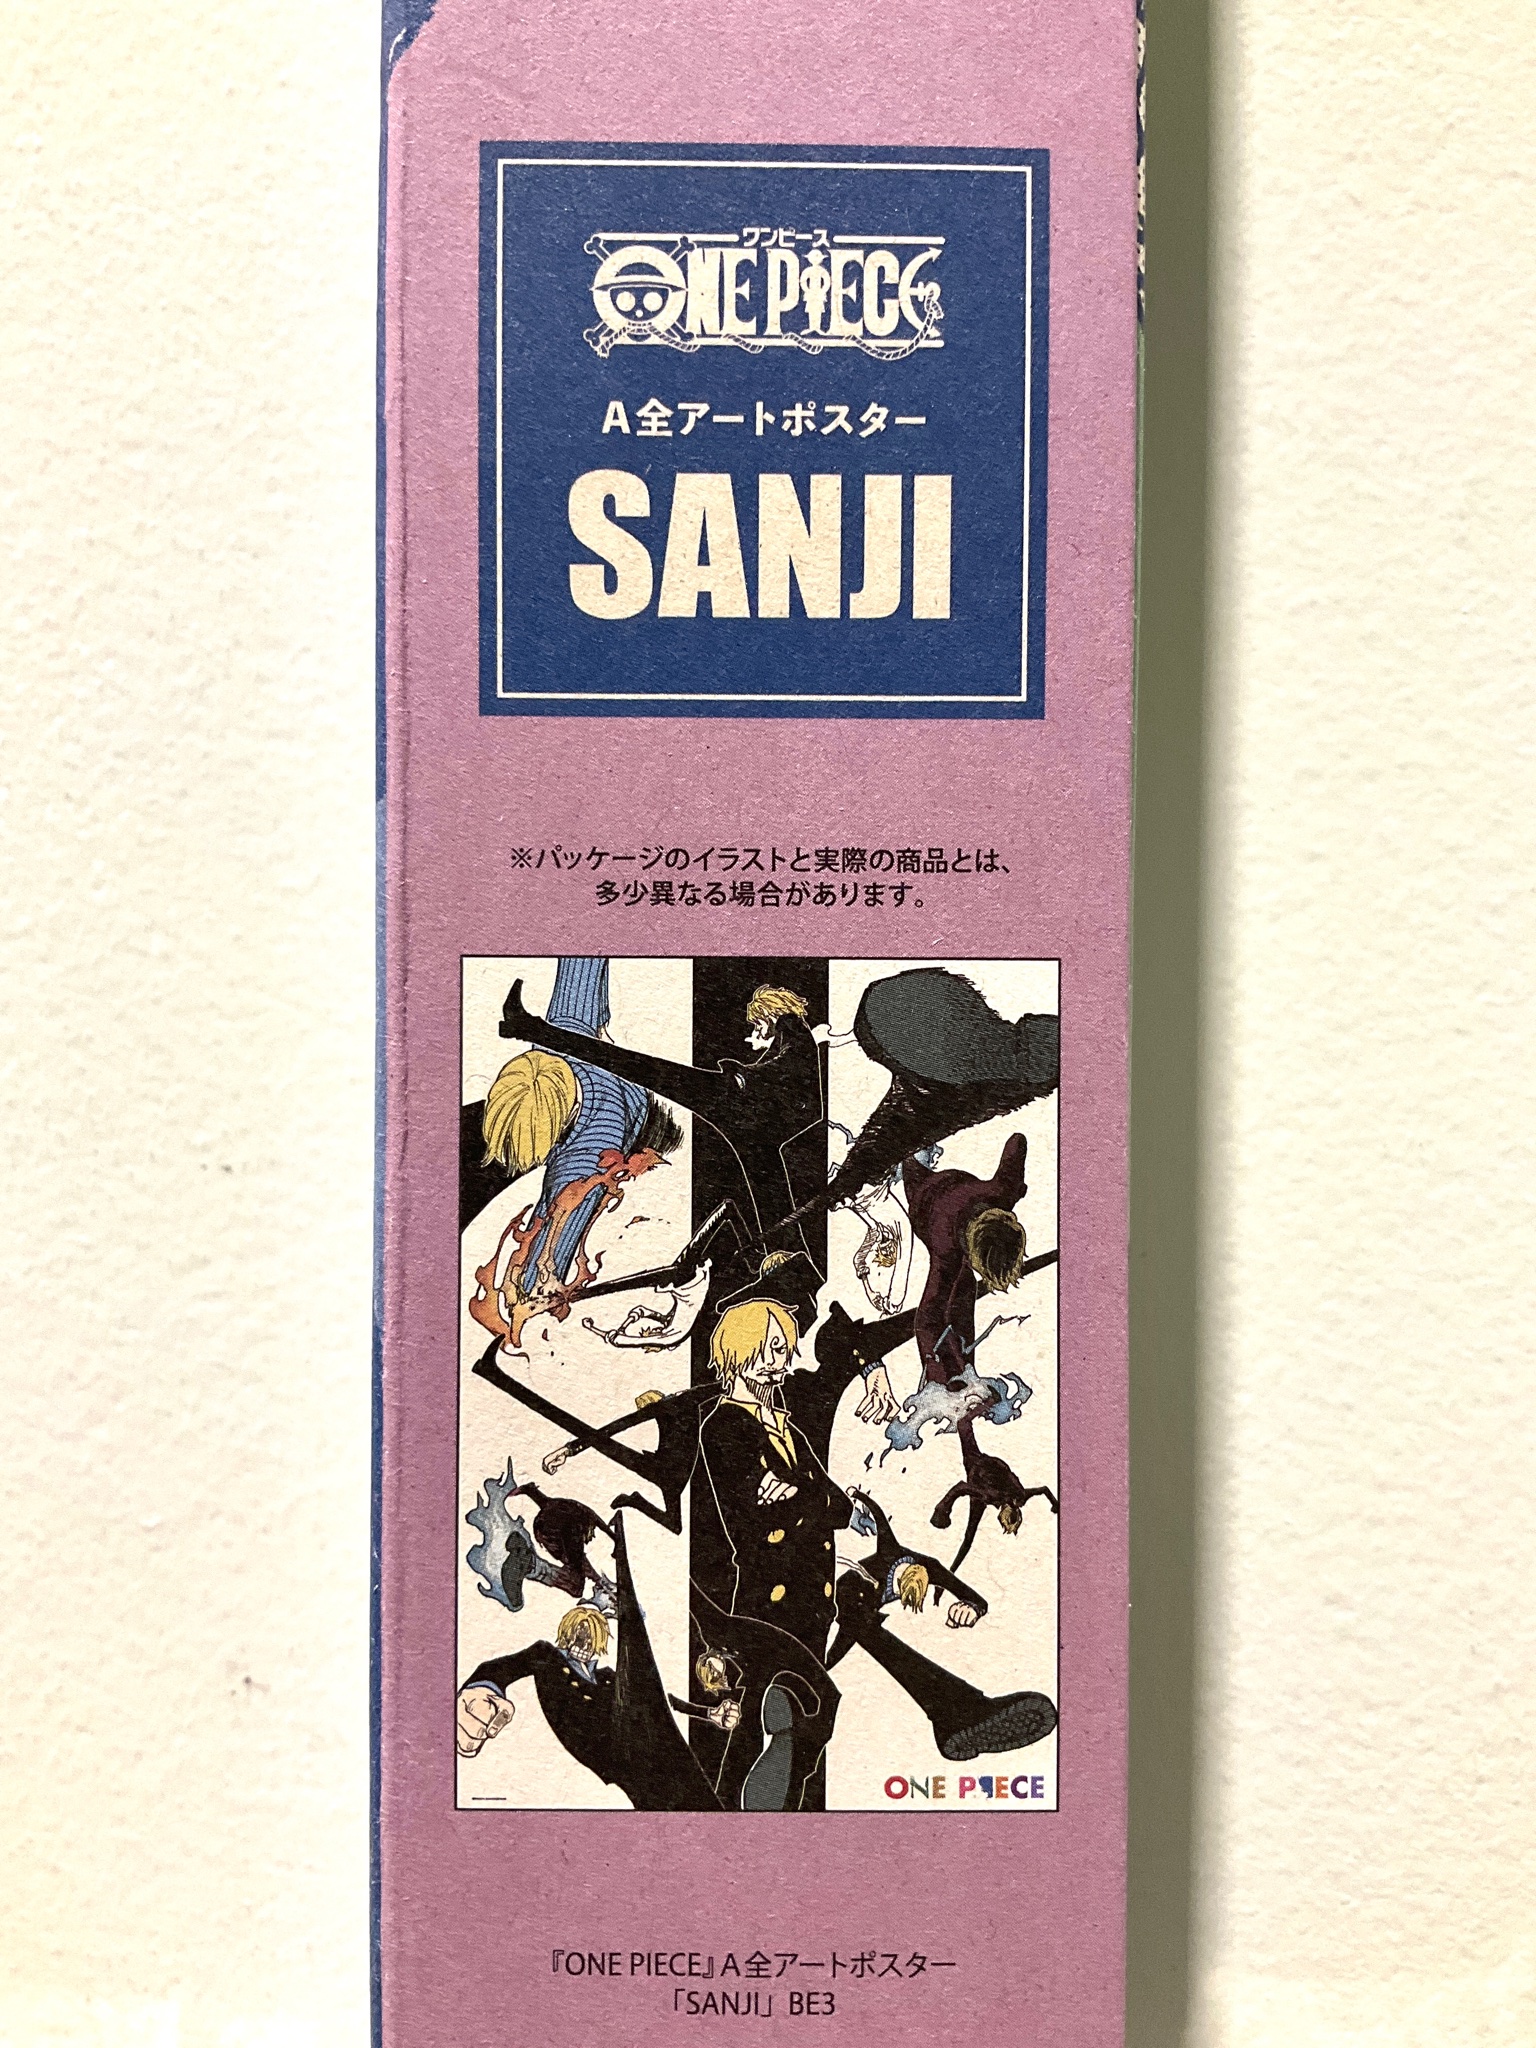 ワンピース
ONE PIECE
A全アートポスター
SANJI
※パッケージのイラストと実際の商品とは、
多少異なる場合があります。
ONE PIECE
『ONE PIECE』A全アートポスター
「SANJI」BE3